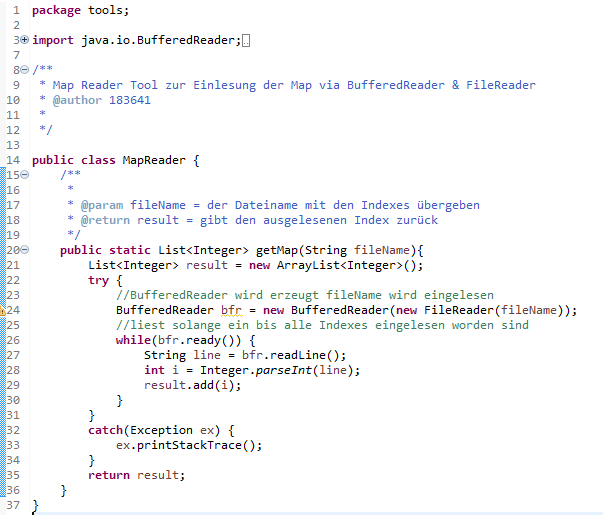 1 package tools;
2
3 import java.io.BufferedReader;
7
8 /**
9 * Map Reader Tool zur Einlesung der Map via BufferedReader & FileReader
10 * @author 183641
11 *
12 */
13
14 public class MapReader {
15 /**
16 *
17 * @param fileName = der Dateiname mit den Indexes übergeben
18 * @return result = gibt den ausgelesenen Index zurück
19 */
20 public static List<Integer> getMap(String fileName){
21 List<Integer> result = new ArrayList<Integer>();
22 try {
23 //BufferedReader wird erzeugt fileName wird eingelesen
24 BufferedReader bfr = new BufferedReader(new FileReader(fileName));
25 //liest solange ein bis alle Indexes eingelesen worden sind
26 while(bfr.ready()) {
27 String line = bfr.readLine();
28 int i = Integer.parseInt(line);
29 result.add(i);
30 }
31 }
32 catch(Exception ex) {
33 ex.printStackTrace();
34 }
35 return result;
36 }
37 }